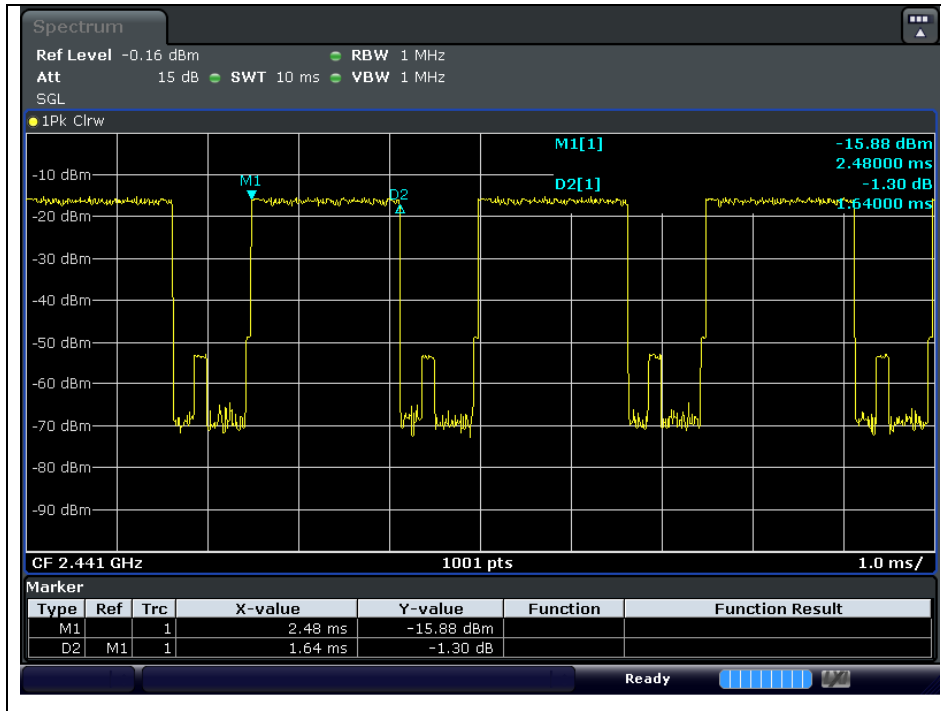 Spectrum
Ref Level -0.16 dBm RBW 1 MHz
Att 15 dB SWT 10 ms VBW 1 MHz
SGL
1Pk Clrw
M1[1] -15.88 dBm
2.48000 ms
D2[1] -1.30 dB
1.64000 ms
M1
D2
-10 dBm
-20 dBm
-30 dBm
-40 dBm
-50 dBm
-60 dBm
-70 dBm
-80 dBm
-90 dBm
CF 2.441 GHz 1001 pts 1.0 ms/
Marker
Type Ref Trc X-value Y-value Function Function Result
M1 1 2.48 ms -15.88 dBm
D2 M1 1 1.64 ms -1.30 dB
Ready